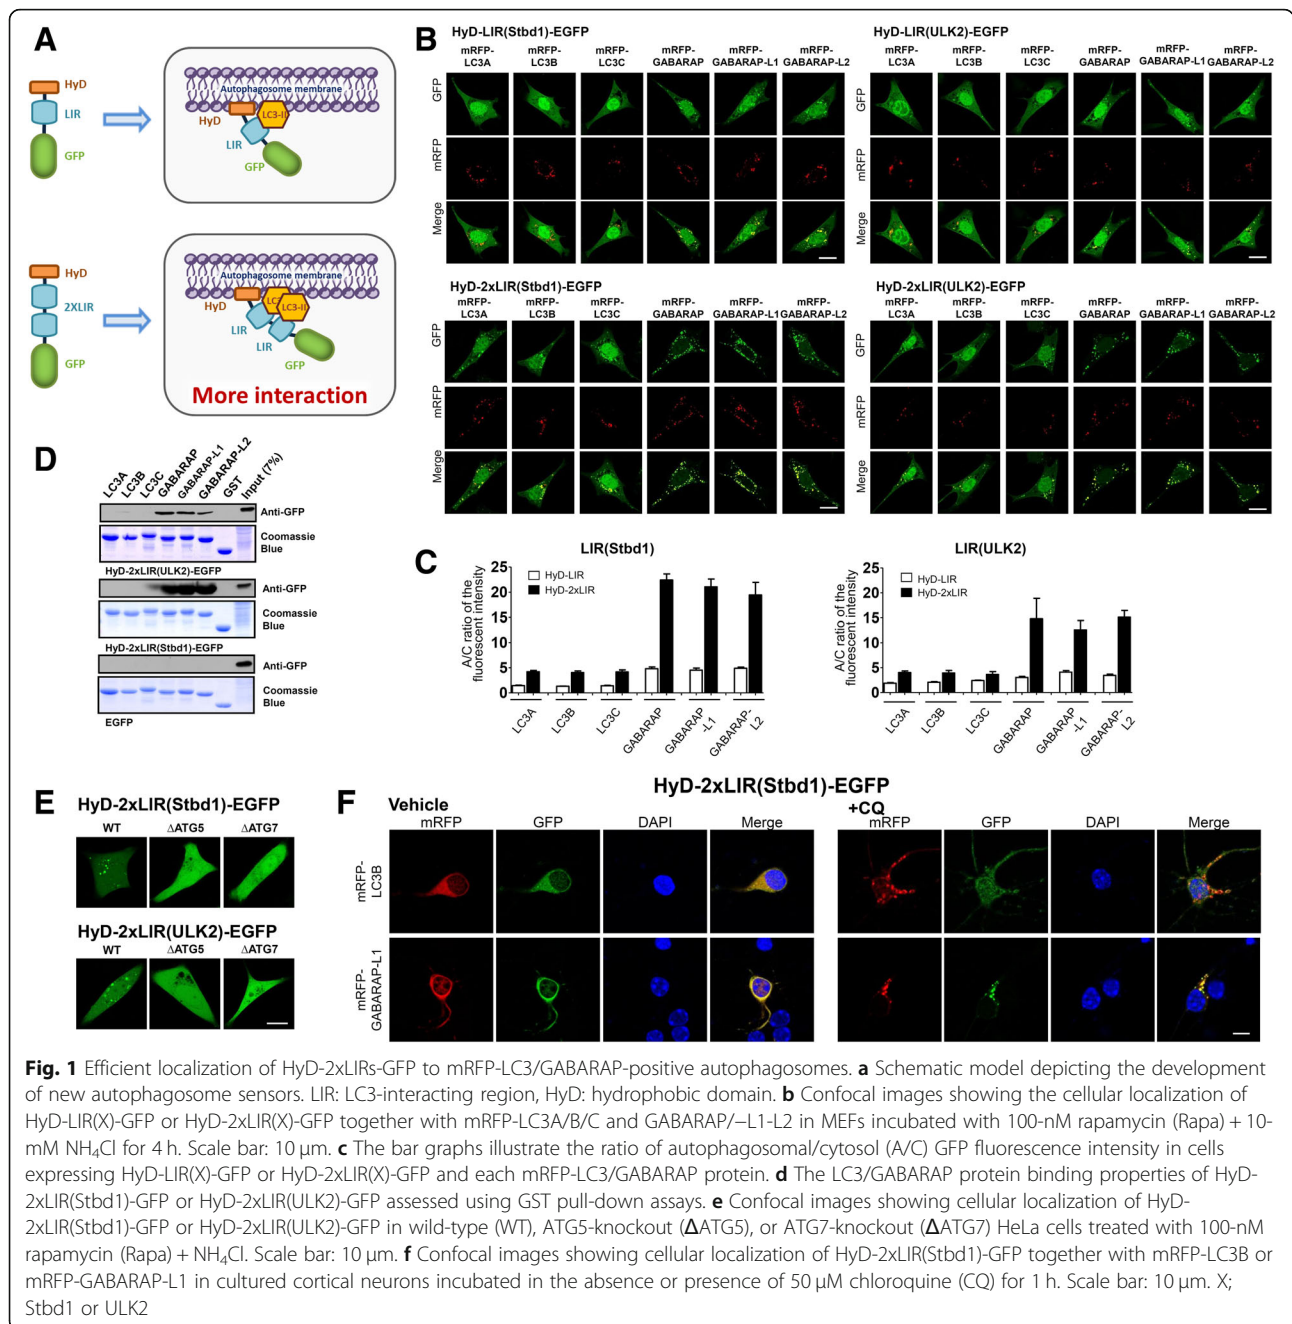 A
HyD
LIR
GFP
Autophagosome membrane
HyD
LC3-II
LIR
GFP
HyD
2XLIR
GFP
Autophagosome membrane
HyD
LC3-II
LIR
LIR
GFP
More interaction
B
HyD-LIR(Stbd1)-EGFP
mRFP-LC3A mRFP-LC3B mRFP-LC3C mRFP-GABARAP mRFP-GABARAP-L1 mRFP-GABARAP-L2
GFP
mRFP
Merge
HyD-LIR(ULK2)-EGFP
mRFP-LC3A mRFP-LC3B mRFP-LC3C mRFP-GABARAP mRFP-GABARAP-L1 mRFP-GABARAP-L2
GFP
mRFP
Merge
HyD-2xLIR(Stbd1)-EGFP
mRFP-LC3A mRFP-LC3B mRFP-LC3C mRFP-GABARAP mRFP-GABARAP-L1 mRFP-GABARAP-L2
GFP
mRFP
Merge
HyD-2xLIR(ULK2)-EGFP
mRFP-LC3A mRFP-LC3B mRFP-LC3C mRFP-GABARAP mRFP-GABARAP-L1 mRFP-GABARAP-L2
GFP
mRFP
Merge
C
LIR(Stbd1)
A/C ratio of the
fluorescent intensity
25
20
15
10
5
0
HyD-LIR
HyD-2xLIR
LC3A LC3B LC3C GABARAP GABARAP-L1 GABARAP-L2
LIR(ULK2)
A/C ratio of the
fluorescent intensity
25
20
15
10
5
0
HyD-LIR
HyD-2xLIR
LC3A LC3B LC3C GABARAP GABARAP-L1 GABARAP-L2
D
LC3A LC3B LC3C GABARAP GABARAP-L1 GABARAP-L2 GST Input (7%)
Anti-GFP
Coomassie
Blue
HyD-2xLIR(ULK2)-EGFP
Anti-GFP
Coomassie
Blue
HyD-2xLIR(Stbd1)-EGFP
Anti-GFP
Coomassie
Blue
EGFP
E
HyD-2xLIR(Stbd1)-EGFP
WT ΔATG5 ΔATG7
HyD-2xLIR(ULK2)-EGFP
WT ΔATG5 ΔATG7
F
HyD-2xLIR(Stbd1)-EGFP
Vehicle
mRFP GFP DAPI Merge
+CQ
mRFP GFP DAPI Merge
mRFP-LC3B
mRFP-GABARAP-L1
Fig. 1 Efficient localization of HyD-2xLIRs-GFP to mRFP-LC3/GABARAP-positive autophagosomes. a Schematic model depicting the development
of new autophagosome sensors. LIR: LC3-interacting region, HyD: hydrophobic domain. b Confocal images showing the cellular localization of
HyD-LIR(X)-GFP or HyD-2xLIR(X)-GFP together with mRFP-LC3A/B/C and GABARAP/−L1-L2 in MEFs incubated with 100-nM rapamycin (Rapa) + 10-
mM NH₄Cl for 4 h. Scale bar: 10 μm. c The bar graphs illustrate the ratio of autophagosomal/cytosol (A/C) GFP fluorescence intensity in cells
expressing HyD-LIR(X)-GFP or HyD-2xLIR(X)-GFP and each mRFP-LC3/GABARAP protein. d The LC3/GABARAP protein binding properties of HyD-
2xLIR(Stbd1)-GFP or HyD-2xLIR(ULK2)-GFP assessed using GST pull-down assays. e Confocal images showing cellular localization of HyD-
2xLIR(Stbd1)-GFP or HyD-2xLIR(ULK2)-GFP in wild-type (WT), ATG5-knockout (ΔATG5), or ATG7-knockout (ΔATG7) HeLa cells treated with 100-nM
rapamycin (Rapa) + NH₄Cl. Scale bar: 10 μm. f Confocal images showing cellular localization of HyD-2xLIR(Stbd1)-GFP together with mRFP-LC3B or
mRFP-GABARAP-L1 in cultured cortical neurons incubated in the absence or presence of 50 μM chloroquine (CQ) for 1 h. Scale bar: 10 μm. X;
Stbd1 or ULK2